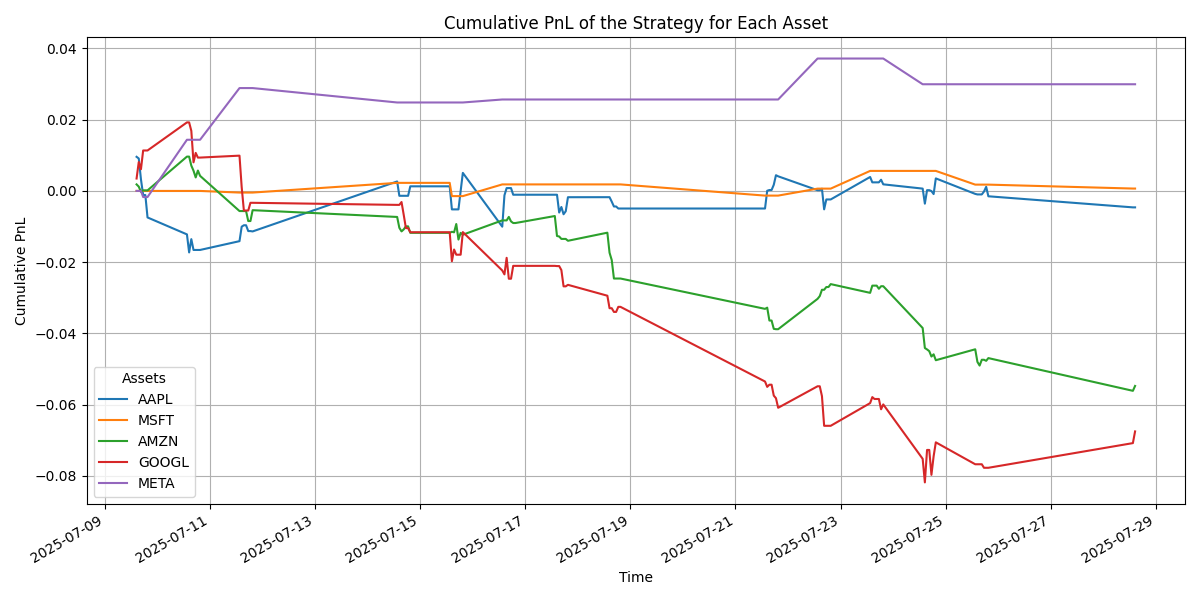 Cumulative PnL of the Strategy for Each Asset
0.04
0.02
0.00
−0.02
−0.04
−0.06
−0.08
Cumulative PnL
Assets
AAPL
MSFT
AMZN
GOOGL
META
2025-07-09
2025-07-11
2025-07-13
2025-07-15
2025-07-17
2025-07-19
2025-07-21
2025-07-23
2025-07-25
2025-07-27
2025-07-29
Time